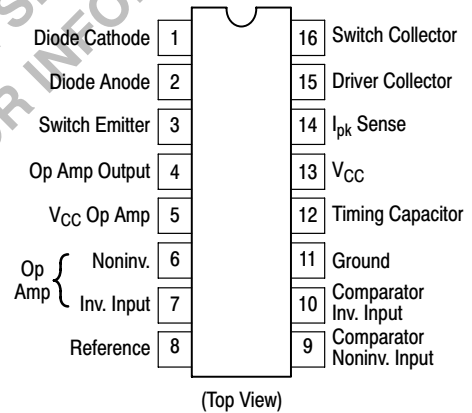 Diode Cathode 1
Diode Anode 2
Switch Emitter 3
Op Amp Output 4
VCC Op Amp 5
Op Amp { Noninv. 6
Inv. Input 7
Reference 8
16 Switch Collector
15 Driver Collector
14 Ipk Sense
13 VCC
12 Timing Capacitor
11 Ground
10 Comparator
Inv. Input
9 Comparator
Noninv. Input
(Top View)